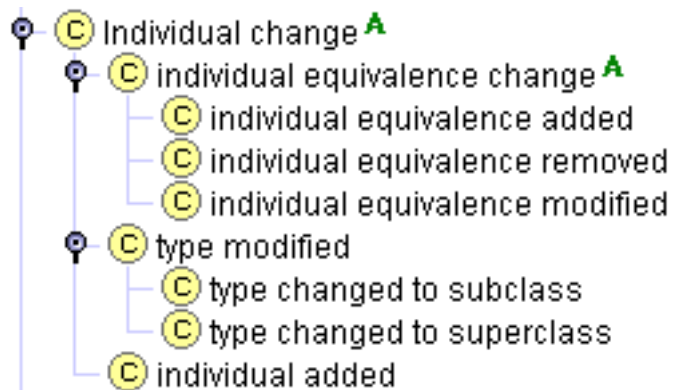 C Individual change A
C individual equivalence change A
C individual equivalence added
C individual equivalence removed
C individual equivalence modified
C type modified
C type changed to subclass
C type changed to superclass
C individual added